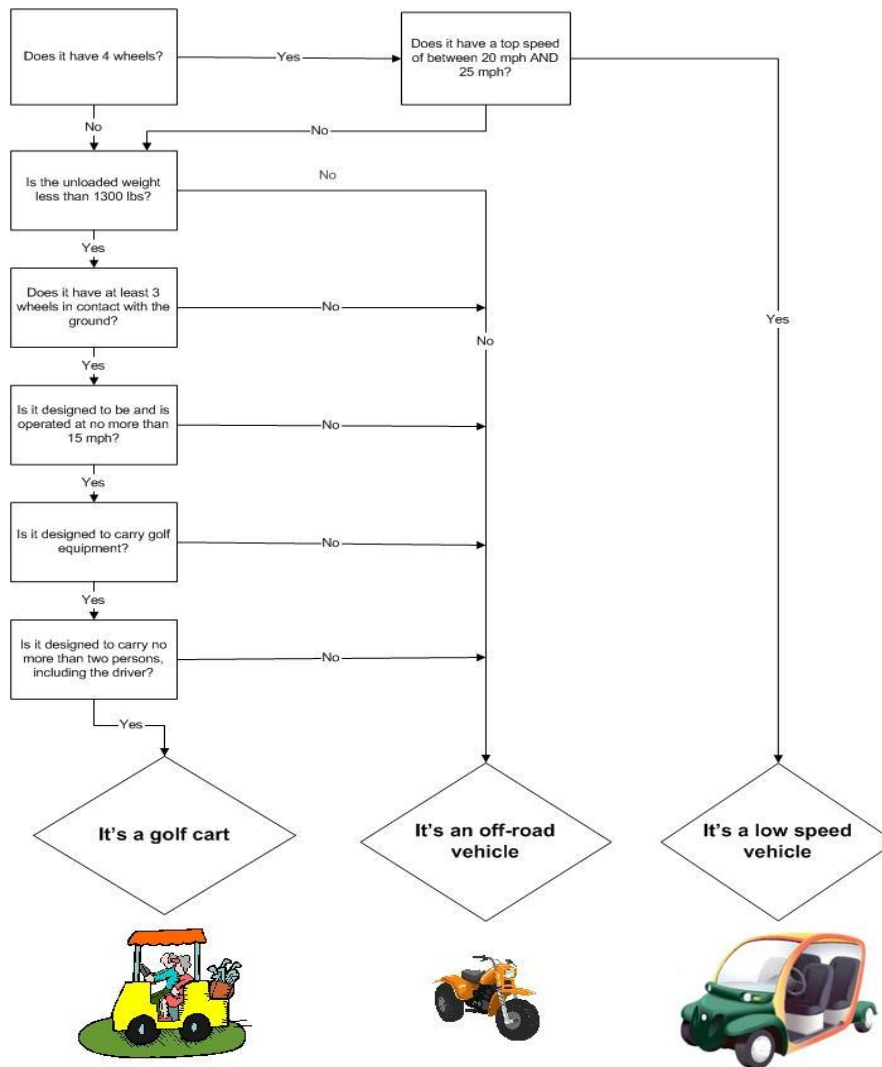 Does it have 4 wheels?
Yes
Does it have a top speed
of between 20 mph AND
25 mph?
No
No
Is the unloaded weight
less than 1300 lbs?
No
Yes
Does it have at least 3
wheels in contact with the
ground?
No
No
Yes
Yes
Is it designed to be and is
operated at no more than
15 mph?
No
Yes
Is it designed to carry golf
equipment?
No
Yes
Is it designed to carry no
more than two persons,
including the driver?
No
Yes
It's a golf cart
It's an off-road
vehicle
It's a low speed
vehicle